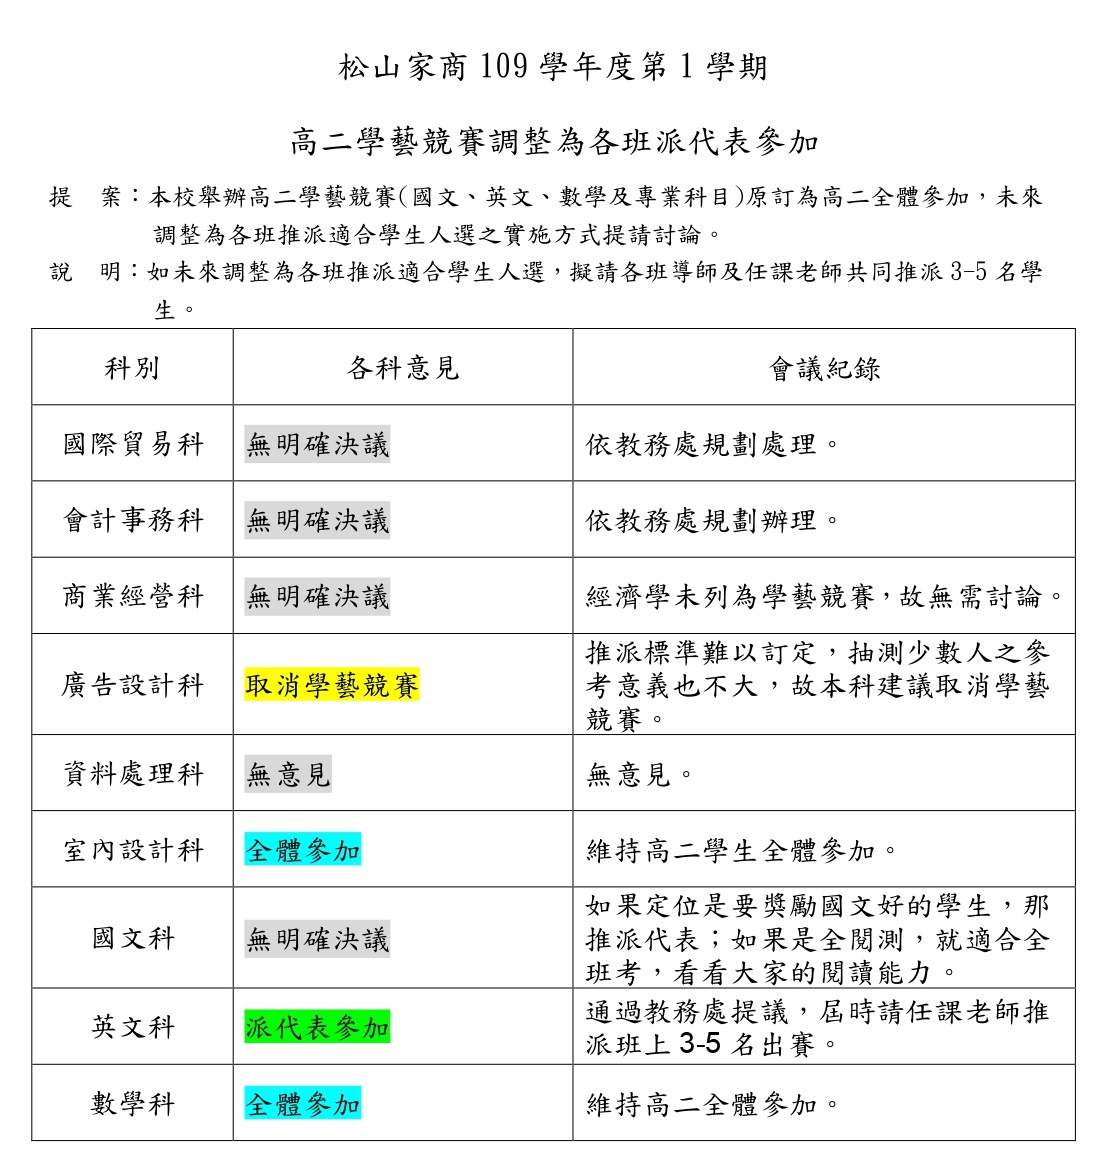 松山家商 109 學年度第 1 學期
高二學藝競賽調整為各班派代表參加
提　案：本校舉辦高二學藝競賽(國文、英文、數學及專業科目)原訂為高二全體參加，未來
調整為各班推派適合學生人選之實施方式提請討論。
說　明：如未來調整為各班推派適合學生人選，擬請各班導師及任課老師共同推派 3-5 名學
生。
科別 各科意見 會議紀錄
國際貿易科 無明確決議 依教務處規劃處理。
會計事務科 無明確決議 依教務處規劃辦理。
商業經營科 無明確決議 經濟學未列為學藝競賽，故無需討論。
廣告設計科 取消學藝競賽 推派標準難以訂定，抽測少數人之參
考意義也不大，故本科建議取消學藝
競賽。
資料處理科 無意見 無意見。
室內設計科 全體參加 維持高二學生全體參加。
國文科 無明確決議 如果定位是要獎勵國文好的學生，那
推派代表；如果是全閱測，就適合全
班考，看看大家的閱讀能力。
英文科 派代表參加 通過教務處提議，屆時請任課老師推
派班上 3-5 名出賽。
數學科 全體參加 維持高二全體參加。